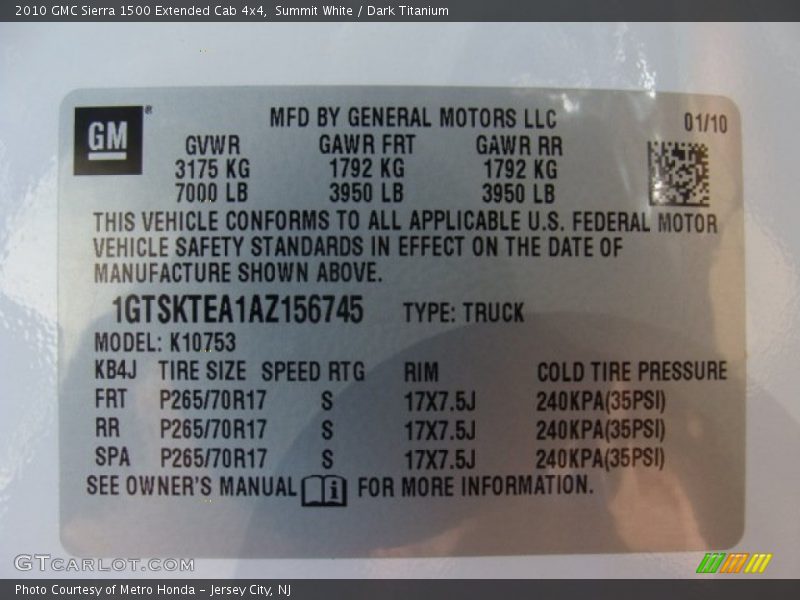 2010 GMC Sierra 1500 Extended Cab 4x4,  Summit White / Dark Titanium
GM®
MFD BY GENERAL MOTORS LLC 01/10
GVWR GAWR FRT GAWR RR
3175 KG 1792 KG 1792 KG
7000 LB 3950 LB 3950 LB
THIS VEHICLE CONFORMS TO ALL APPLICABLE U.S. FEDERAL MOTOR
VEHICLE SAFETY STANDARDS IN EFFECT ON THE DATE OF
MANUFACTURE SHOWN ABOVE.
1GTSKTEA1AZ156745 TYPE: TRUCK
MODEL: K10753
KB4J TIRE SIZE SPEED RTG RIM COLD TIRE PRESSURE
FRT P265/70R17 S 17X7.5J 240KPA(35PSI)
RR P265/70R17 S 17X7.5J 240KPA(35PSI)
SPA P265/70R17 S 17X7.5J 240KPA(35PSI)
SEE OWNER'S MANUAL i FOR MORE INFORMATION.
GTCARLOT.COM
Photo Courtesy of Metro Honda - Jersey City, NJ